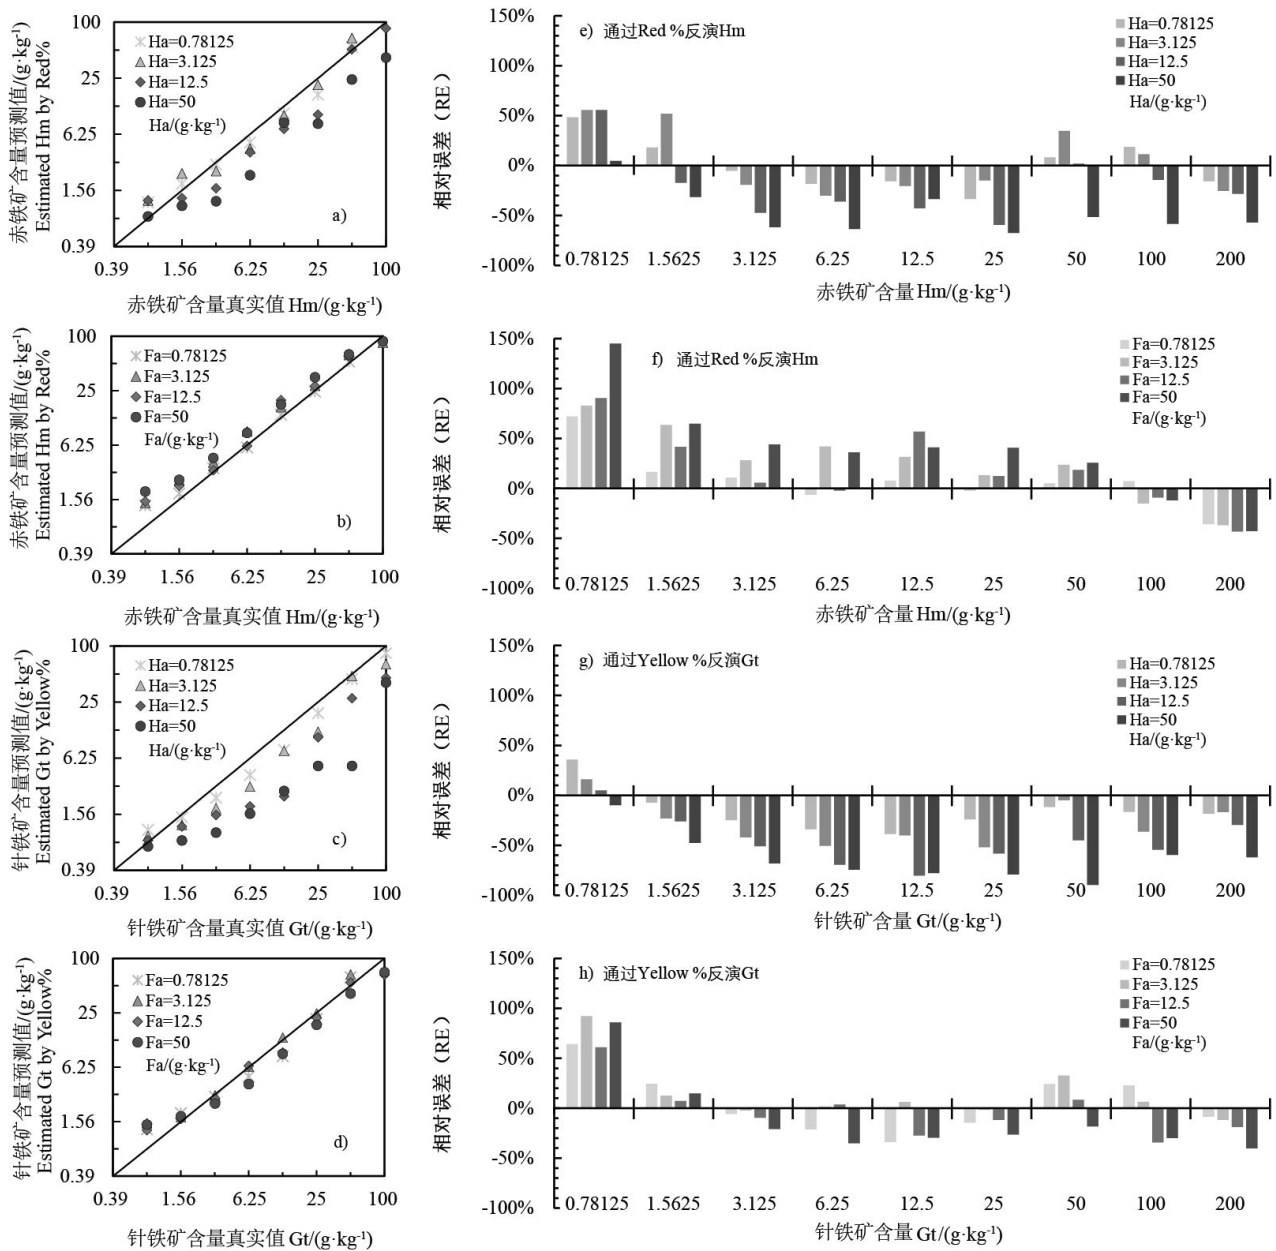 赤铁矿含量预测值/(g·kg-1)
Estimated Hm by Red%
100
25
6.25
1.56
0.39
Ha=0.78125
Ha=3.125
Ha=12.5
Ha=50
Ha/(g·kg-1)
a)
0.39 1.56 6.25 25 100
赤铁矿含量真实值 Hm/(g·kg-1)
相对误差（RE）
150%
100%
50%
0%
-50%
-100%
e) 通过Red %反演Hm
Ha=0.78125
Ha=3.125
Ha=12.5
Ha=50
Ha/(g·kg-1)
0.78125 1.5625 3.125 6.25 12.5 25 50 100 200
赤铁矿含量 Hm/(g·kg-1)
赤铁矿含量预测值/(g·kg-1)
Estimated Hm by Red%
100
25
6.25
1.56
0.39
Fa=0.78125
Fa=3.125
Fa=12.5
Fa=50
Fa/(g·kg-1)
b)
0.39 1.56 6.25 25 100
赤铁矿含量真实值 Hm/(g·kg-1)
相对误差（RE）
150%
100%
50%
0%
-50%
-100%
f) 通过Red %反演Hm
Fa=0.78125
Fa=3.125
Fa=12.5
Fa=50
Fa/(g·kg-1)
0.78125 1.5625 3.125 6.25 12.5 25 50 100 200
赤铁矿含量 Hm/(g·kg-1)
针铁矿含量预测值/(g·kg-1)
Estimated Gt by Yellow%
100
25
6.25
1.56
0.39
Ha=0.78125
Ha=3.125
Ha=12.5
Ha=50
Ha/(g·kg-1)
c)
0.39 1.56 6.25 25 100
针铁矿含量真实值 Gt/(g·kg-1)
相对误差（RE）
150%
100%
50%
0%
-50%
-100%
g) 通过Yellow %反演Gt
Ha=0.78125
Ha=3.125
Ha=12.5
Ha=50
Ha/(g·kg-1)
0.78125 1.5625 3.125 6.25 12.5 25 50 100 200
针铁矿含量 Gt/(g·kg-1)
针铁矿含量预测值/(g·kg-1)
Estimated Gt by Yellow%
100
25
6.25
1.56
0.39
Fa=0.78125
Fa=3.125
Fa=12.5
Fa=50
Fa/(g·kg-1)
d)
0.39 1.56 6.25 25 100
针铁矿含量真实值 Gt/(g·kg-1)
相对误差（RE）
150%
100%
50%
0%
-50%
-100%
h) 通过Yellow %反演Gt
Fa=0.78125
Fa=3.125
Fa=12.5
Fa=50
Fa/(g·kg-1)
0.78125 1.5625 3.125 6.25 12.5 25 50 100 200
针铁矿含量 Gt/(g·kg-1)